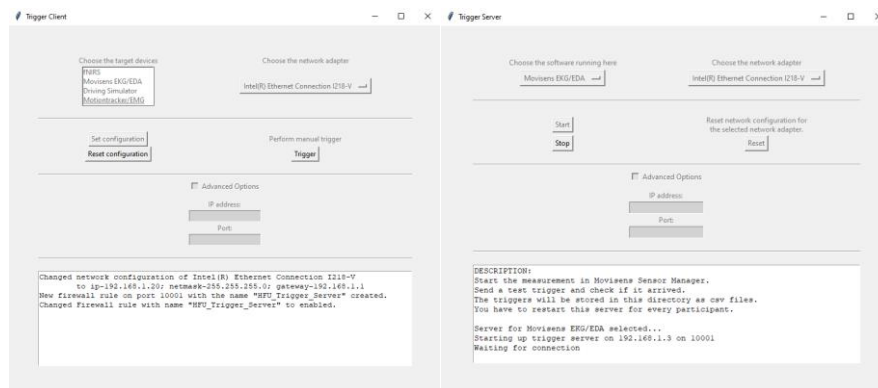 Trigger Client
Choose the target devices
fNIRS
Movisens EKG/EDA
Driving Simulator
Motiontracker/EMG
Choose the network adapter
Intel(R) Ethernet Connection I218-V
Set configuration
Reset configuration
Perform manual trigger
Trigger
Advanced Options
IP address:
Port:
Changed network configuration of Intel(R) Ethernet Connection I218-V
to ip-192.168.1.20; netmask-255.255.255.0; gateway-192.168.1.1
New firewall rule on port 10001 with the name "HFU_Trigger_Server" created.
Changed Firewall rule with name "HFU_Trigger_Server" to enabled.
Trigger Server
Choose the software running here
Movisens EKG/EDA
Choose the network adapter
Intel(R) Ethernet Connection I218-V
Start
Stop
Reset network configuration for
the selected network adapter.
Reset
Advanced Options
IP address:
Port:
DESCRIPTION:
Start the measurement in Movisens Sensor Manager.
Send a test trigger and check if it arrived.
The triggers will be stored in this directory as csv files.
You have to restart this server for every participant.
Server for Movisens EKG/EDA selected...
Starting up trigger server on 192.168.1.3 on 10001
Waiting for connection